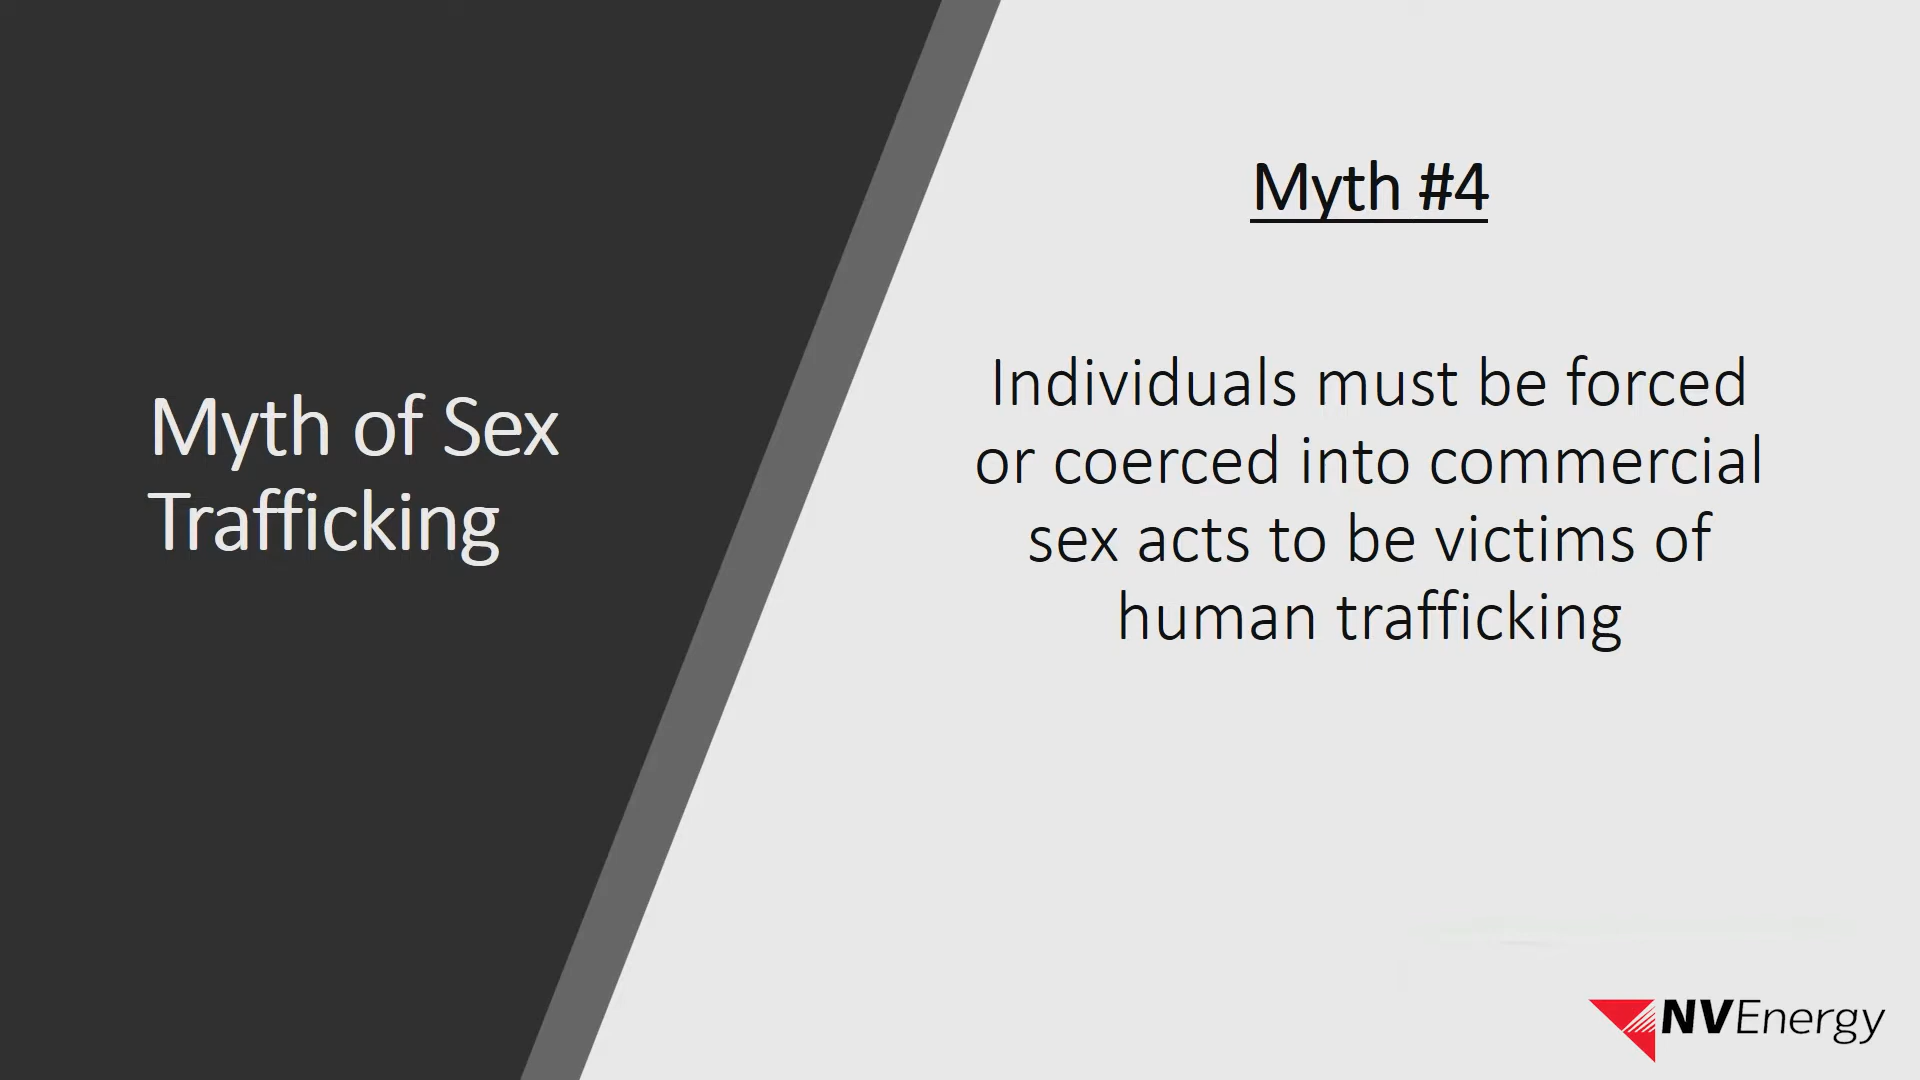 Myth of Sex
Trafficking
Myth #4
Individuals must be forced
or coerced into commercial
sex acts to be victims of
human trafficking
NVEnergy